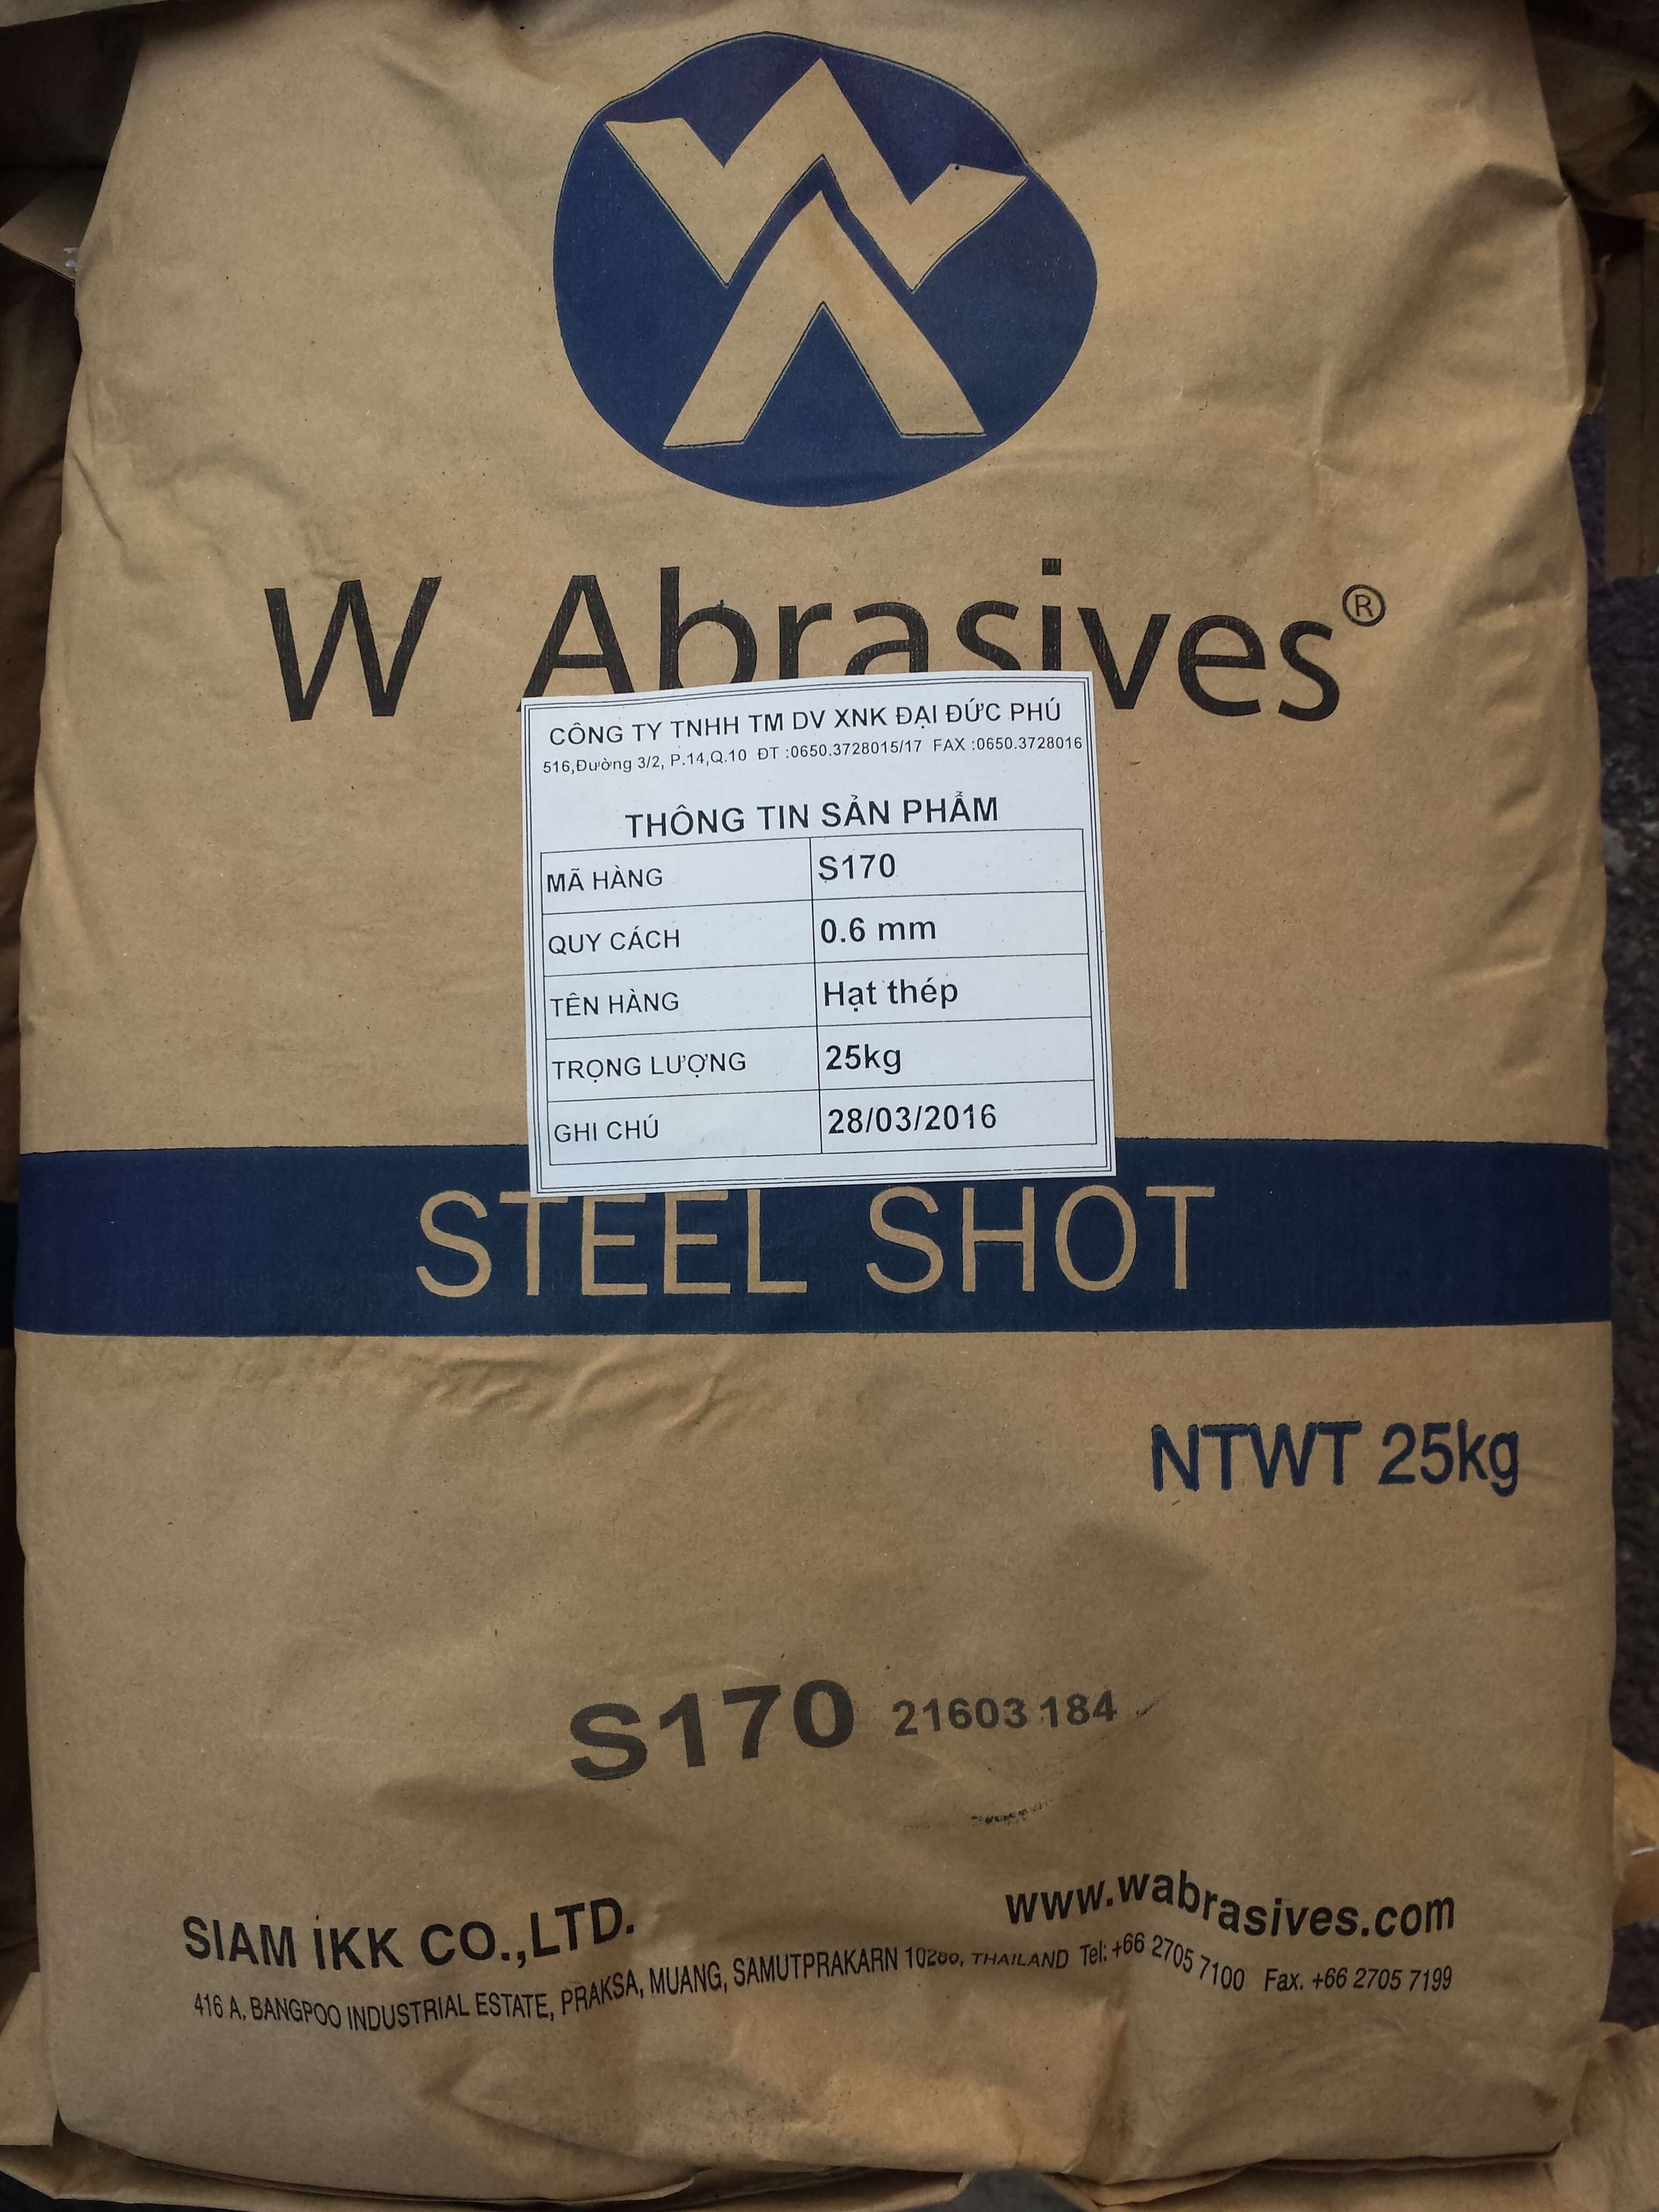 W Abrasives®
CÔNG TY TNHH TM DV XNK ĐẠI ĐỨC PHÚ
516,Đường 3/2, P.14,Q.10 ĐT :0650.3728015/17 FAX :0650.3728016
THÔNG TIN SẢN PHẨM
MÃ HÀNG S170
QUY CÁCH 0.6 mm
TÊN HÀNG Hạt thép
TRỌNG LƯỢNG 25kg
GHI CHÚ 28/03/2016
STEEL SHOT
NTWT 25kg
S170 21603 184
SIAM IKK CO.,LTD. www.wabrasives.com
416 A. BANGPOO INDUSTRIAL ESTATE, PRAKSA, MUANG, SAMUTPRAKARN 10280, THAILAND Tel: +66 2705 7100 Fax. +66 2705 7199